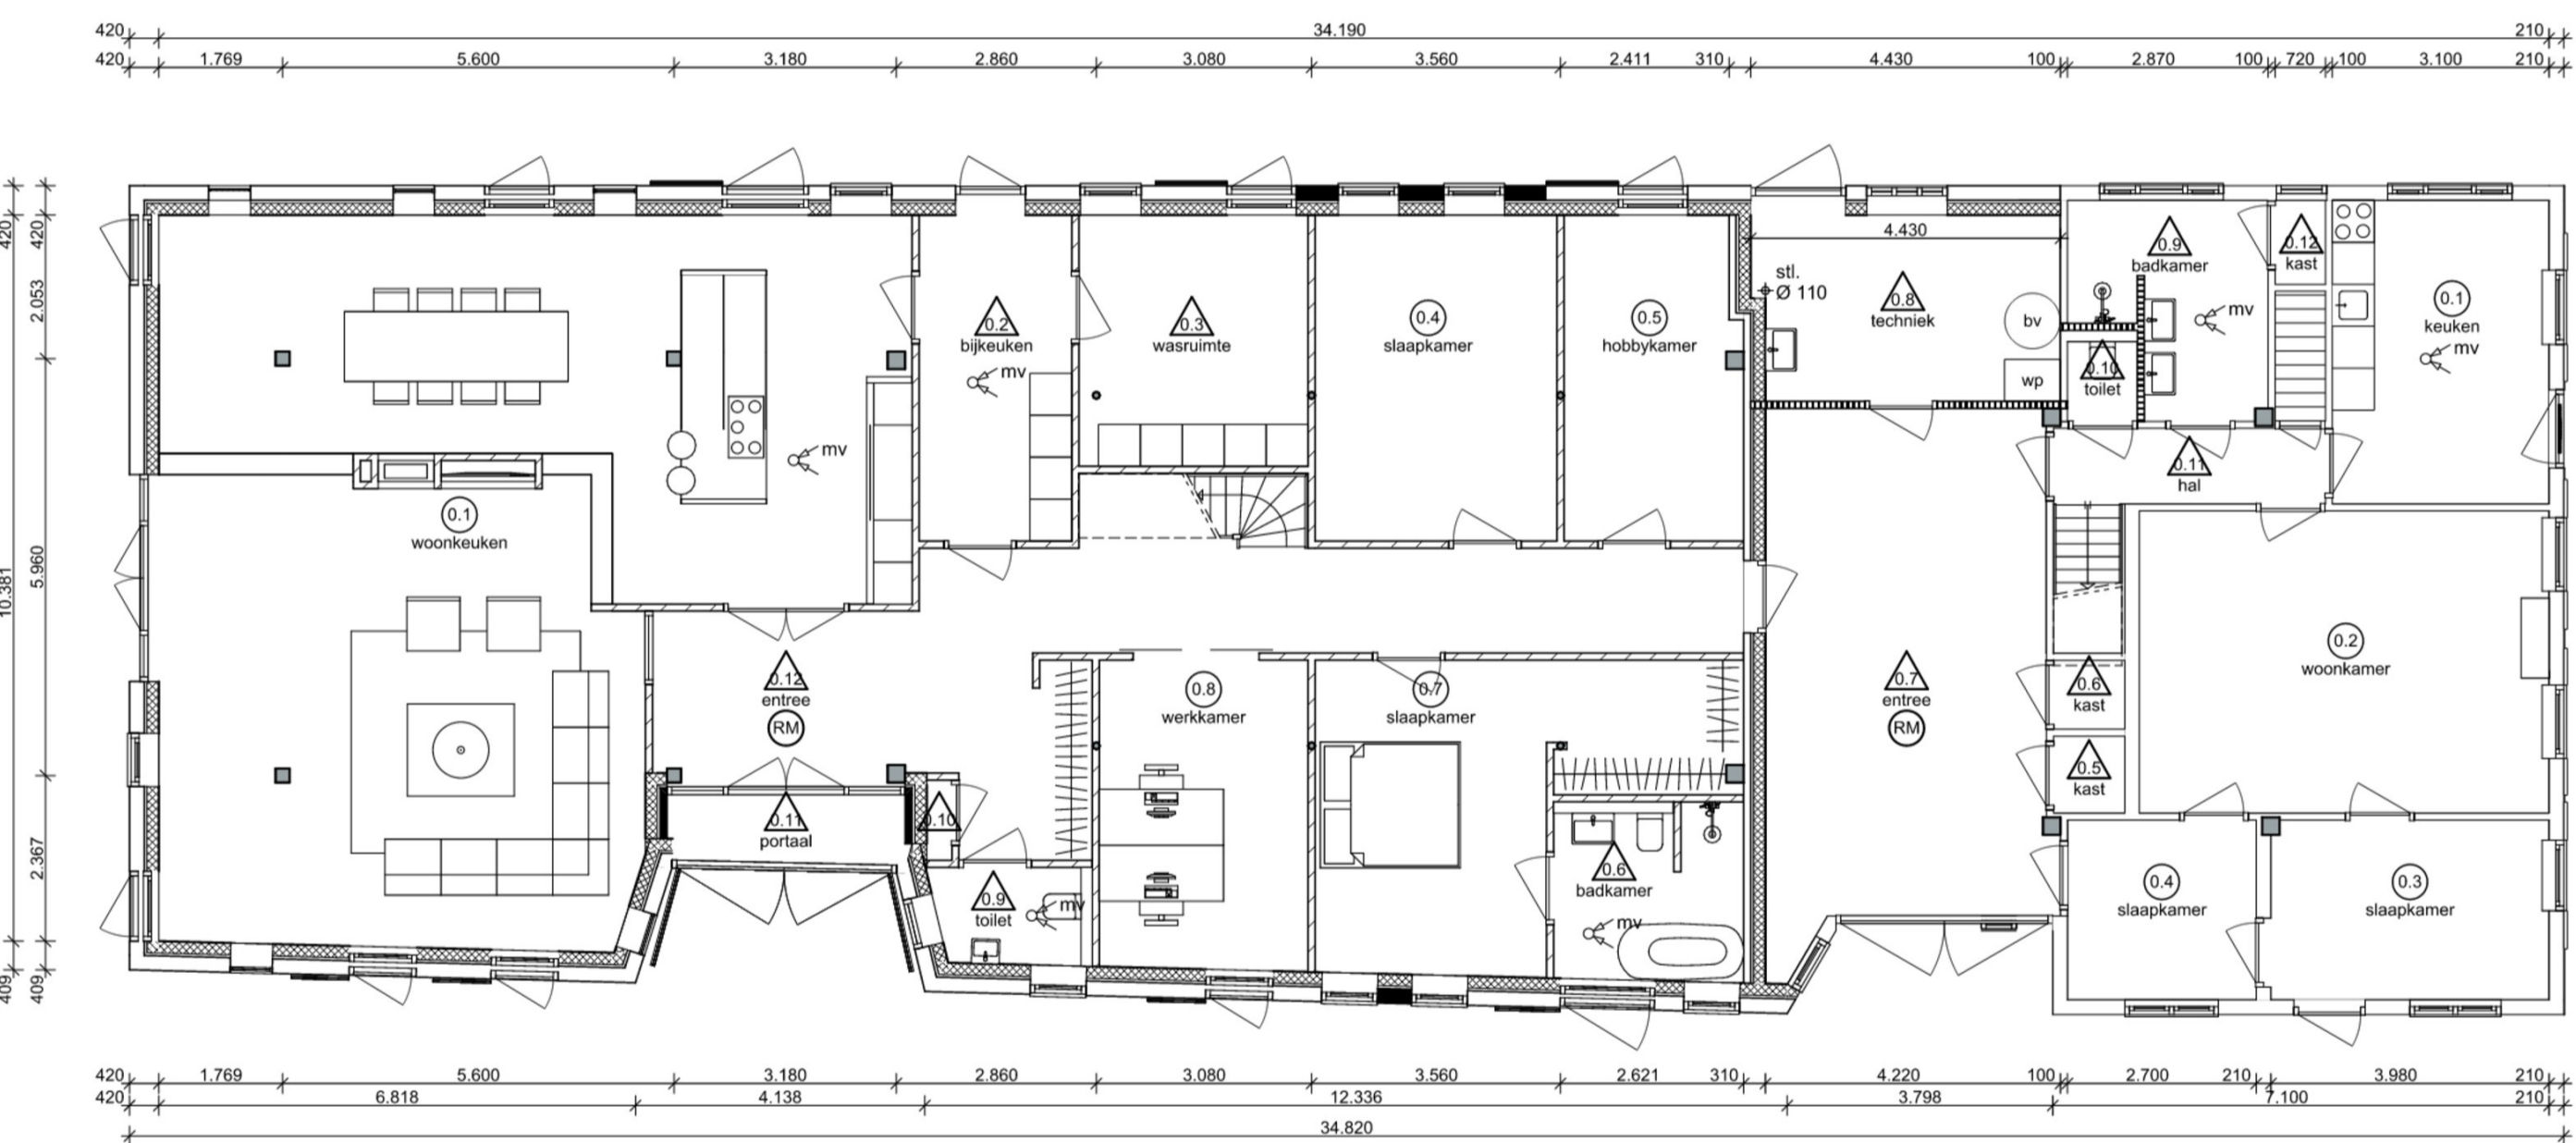 420 34.190 210
420 1.769 5.600 3.180 2.860 3.080 3.560 2.411 310 4.430 100 2.870 100 720 100 3.100 210
420
420
2.053
5.960
10.381
2.367
409
409
4.430
stl.
Ø 110
0.1
woonkeuken
mv
0.2
bijkeuken
mv
0.3
wasruimte
0.4
slaapkamer
0.5
hobbykamer
0.8
techniek
bv
wp
0.9
badkamer
mv
0.10
toilet
0.12
kast
0.1
keuken
mv
0.11
hal
0.12
entree
RM
0.11
portaal
0.10
0.9
toilet
mv
0.8
werkkamer
0.7
slaapkamer
0.6
badkamer
mv
0.7
entree
RM
0.6
kast
0.5
kast
0.2
woonkamer
0.4
slaapkamer
0.3
slaapkamer
420 1.769 5.600 3.180 2.860 3.080 3.560 2.621 310 4.220 100 2.700 210 3.980 210
420 6.818 4.138 12.336 3.798 7.100 210
34.820